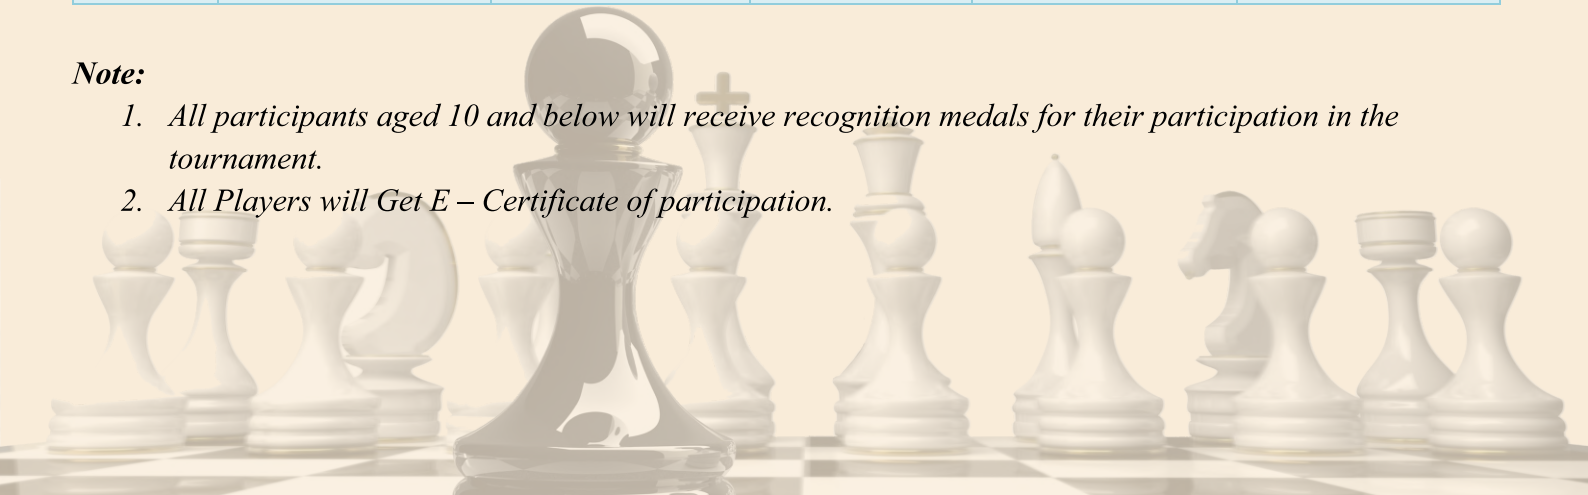 Note:
1. All participants aged 10 and below will receive recognition medals for their participation in the
tournament.
2. All Players will Get E – Certificate of participation.